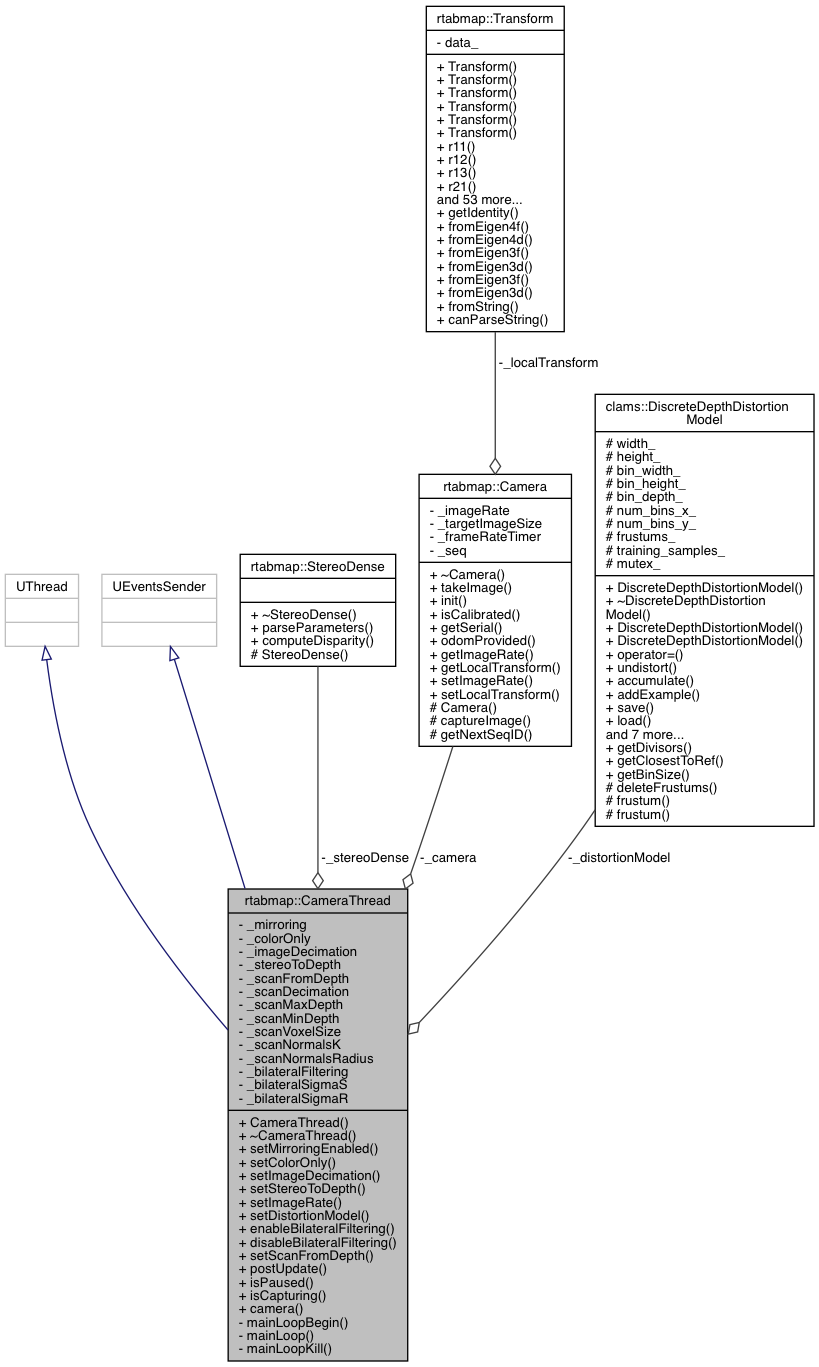 rtabmap::Transform
- data_
+ Transform()
+ Transform()
+ Transform()
+ Transform()
+ Transform()
+ Transform()
+ r11()
+ r12()
+ r13()
+ r21()
and 53 more...
+ getIdentity()
+ fromEigen4f()
+ fromEigen4d()
+ fromEigen3f()
+ fromEigen3d()
+ fromEigen3f()
+ fromEigen3d()
+ fromString()
+ canParseString()
-_localTransform
clams::DiscreteDepthDistortion
Model
# width_
# height_
# bin_width_
# bin_height_
# bin_depth_
# num_bins_x_
# num_bins_y_
# frustums_
# training_samples_
# mutex_
+ DiscreteDepthDistortionModel()
+ ~DiscreteDepthDistortion
Model()
+ DiscreteDepthDistortionModel()
+ DiscreteDepthDistortionModel()
+ operator=()
+ undistort()
+ accumulate()
+ addExample()
+ save()
+ load()
and 7 more...
+ getDivisors()
+ getClosestToRef()
+ getBinSize()
# deleteFrustums()
# frustum()
# frustum()
rtabmap::Camera
- _imageRate
- _targetImageSize
- _frameRateTimer
- _seq
+ ~Camera()
+ takeImage()
+ init()
+ isCalibrated()
+ getSerial()
+ odomProvided()
+ getImageRate()
+ getLocalTransform()
+ setImageRate()
+ setLocalTransform()
# Camera()
# captureImage()
# getNextSeqID()
rtabmap::StereoDense
+ ~StereoDense()
+ parseParameters()
+ computeDisparity()
# StereoDense()
UThread
UEventsSender
-_stereoDense
-_camera
-_distortionModel
rtabmap::CameraThread
- _mirroring
- _colorOnly
- _imageDecimation
- _stereoToDepth
- _scanFromDepth
- _scanDecimation
- _scanMaxDepth
- _scanMinDepth
- _scanVoxelSize
- _scanNormalsK
- _scanNormalsRadius
- _bilateralFiltering
- _bilateralSigmaS
- _bilateralSigmaR
+ CameraThread()
+ ~CameraThread()
+ setMirroringEnabled()
+ setColorOnly()
+ setImageDecimation()
+ setStereoToDepth()
+ setImageRate()
+ setDistortionModel()
+ enableBilateralFiltering()
+ disableBilateralFiltering()
+ setScanFromDepth()
+ postUpdate()
+ isPaused()
+ isCapturing()
+ camera()
- mainLoopBegin()
- mainLoop()
- mainLoopKill()